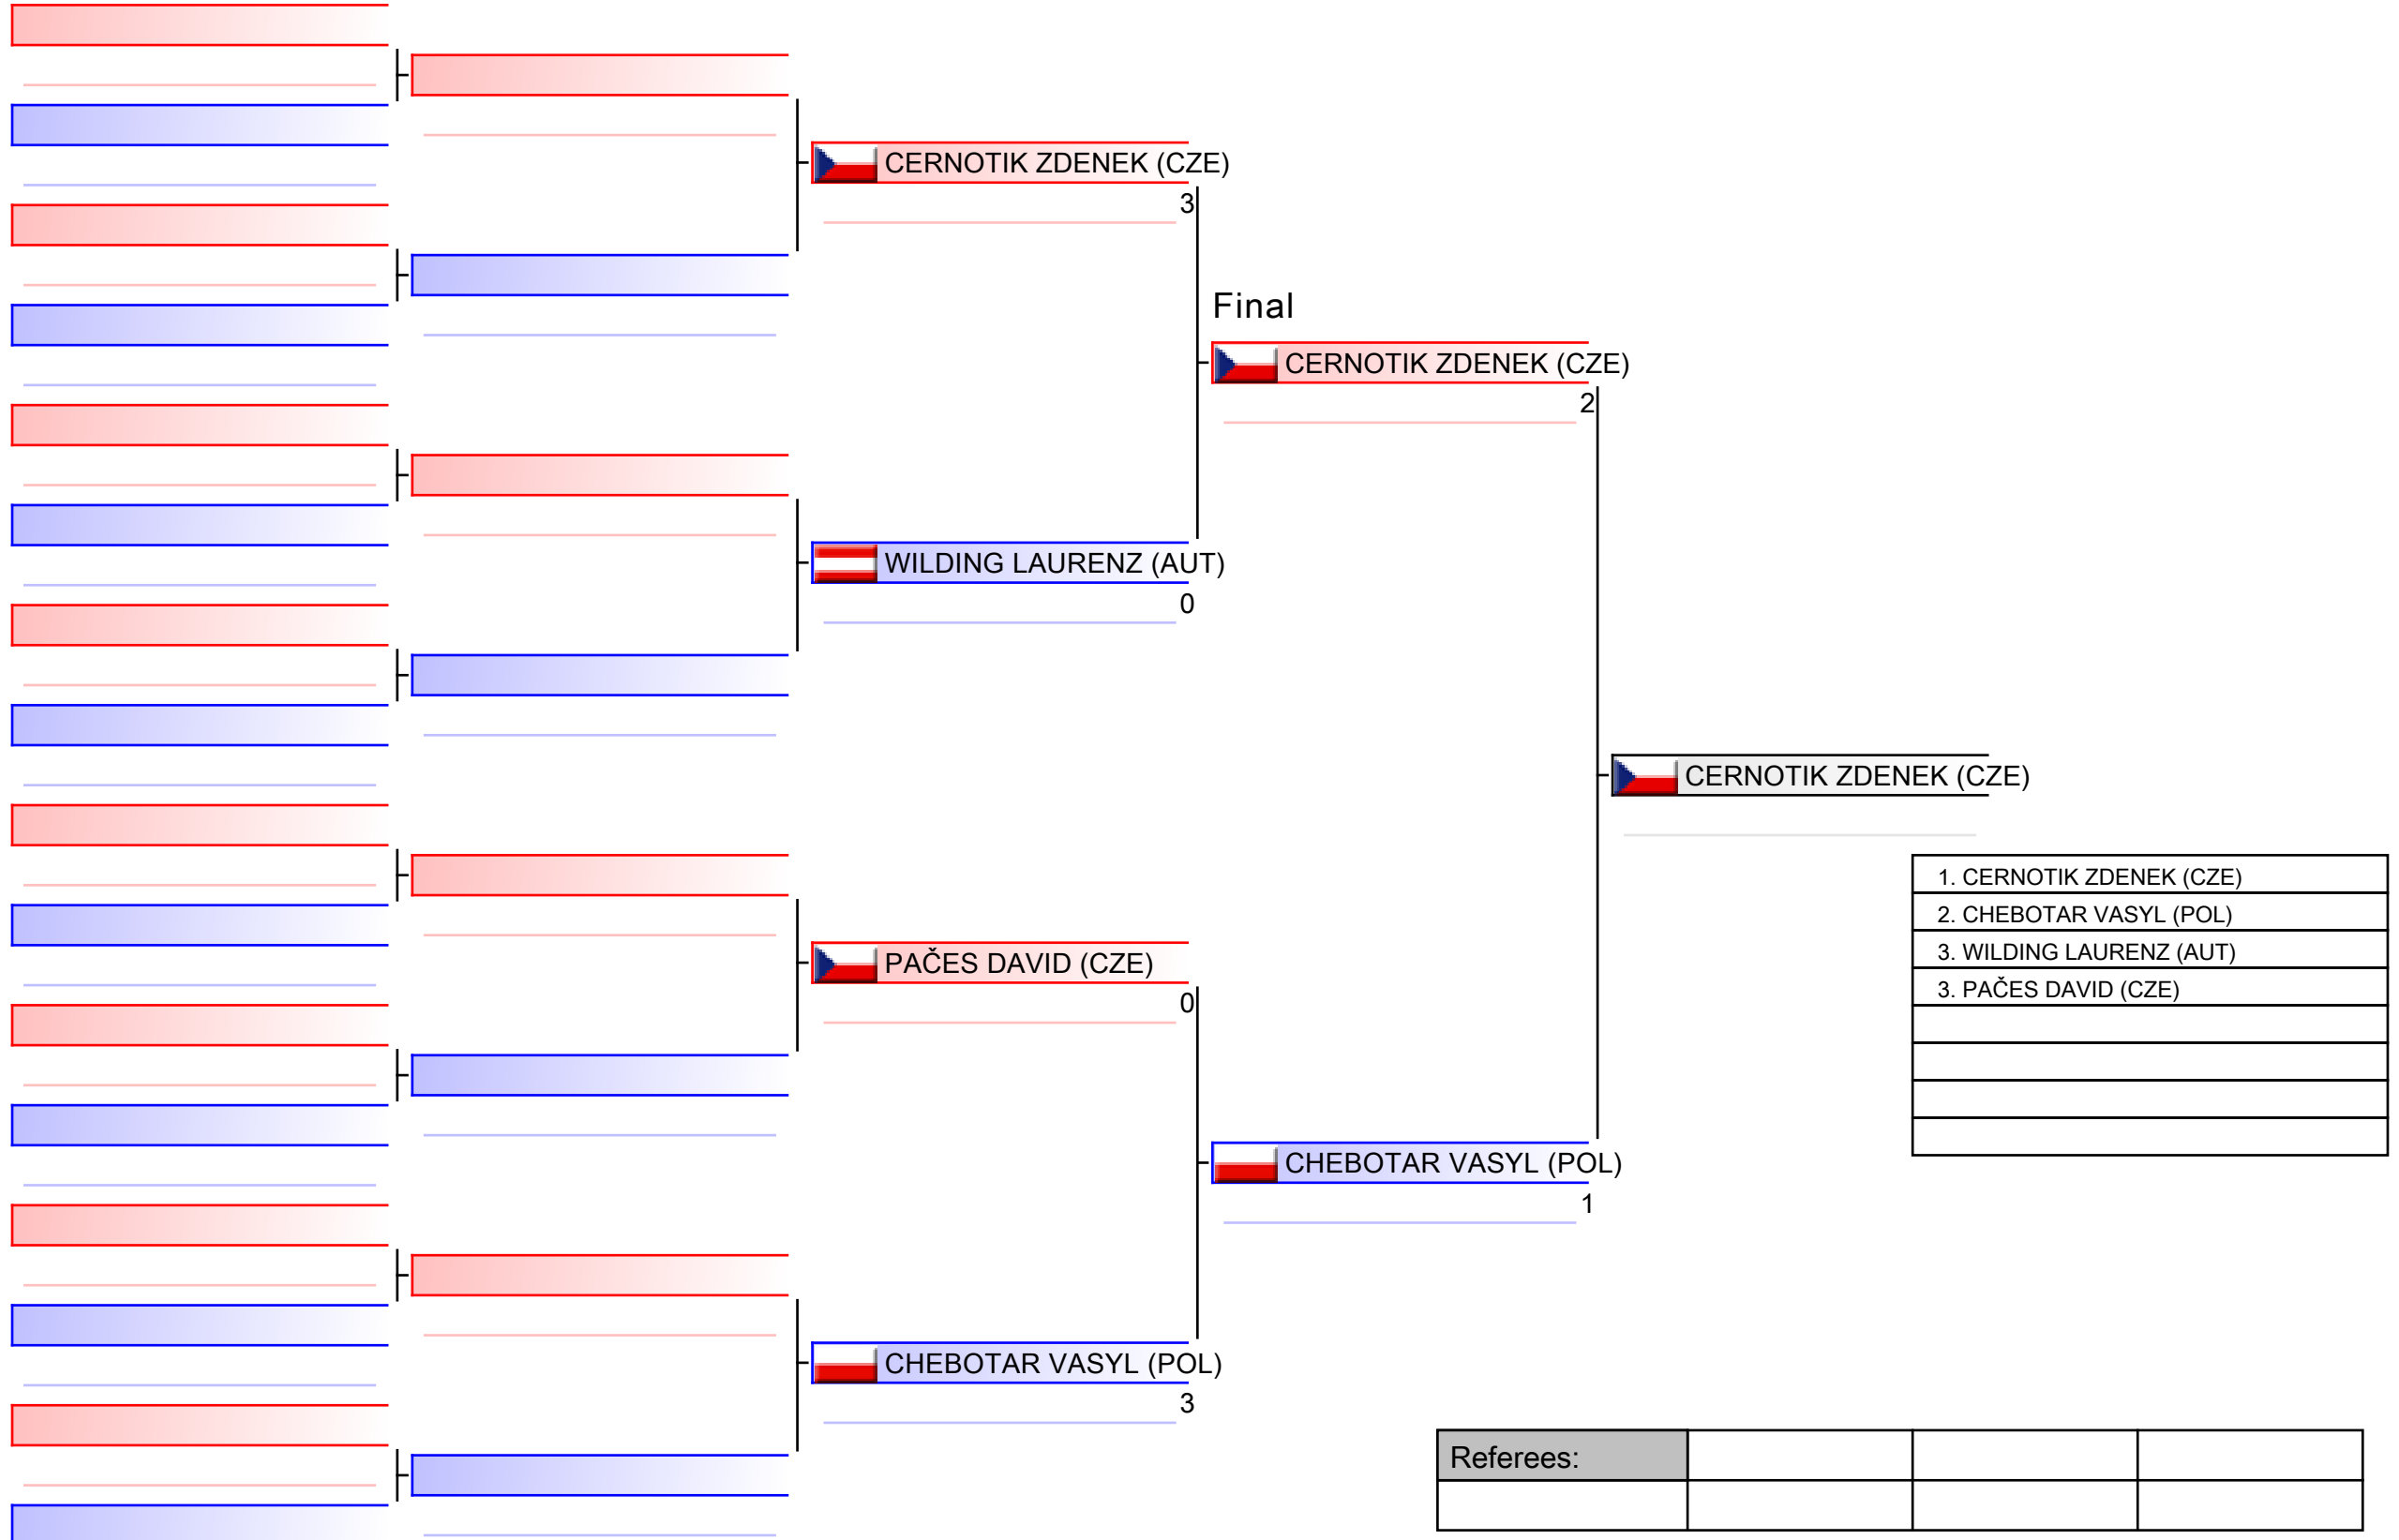 CERNOTIK ZDENEK (CZE)
3
Final
CERNOTIK ZDENEK (CZE)
2
WILDING LAURENZ (AUT)
0
CERNOTIK ZDENEK (CZE)
1. CERNOTIK ZDENEK (CZE)
2. CHEBOTAR VASYL (POL)
3. WILDING LAURENZ (AUT)
3. PAČES DAVID (CZE)
PAČES DAVID (CZE)
0
CHEBOTAR VASYL (POL)
1
CHEBOTAR VASYL (POL)
3
Referees: